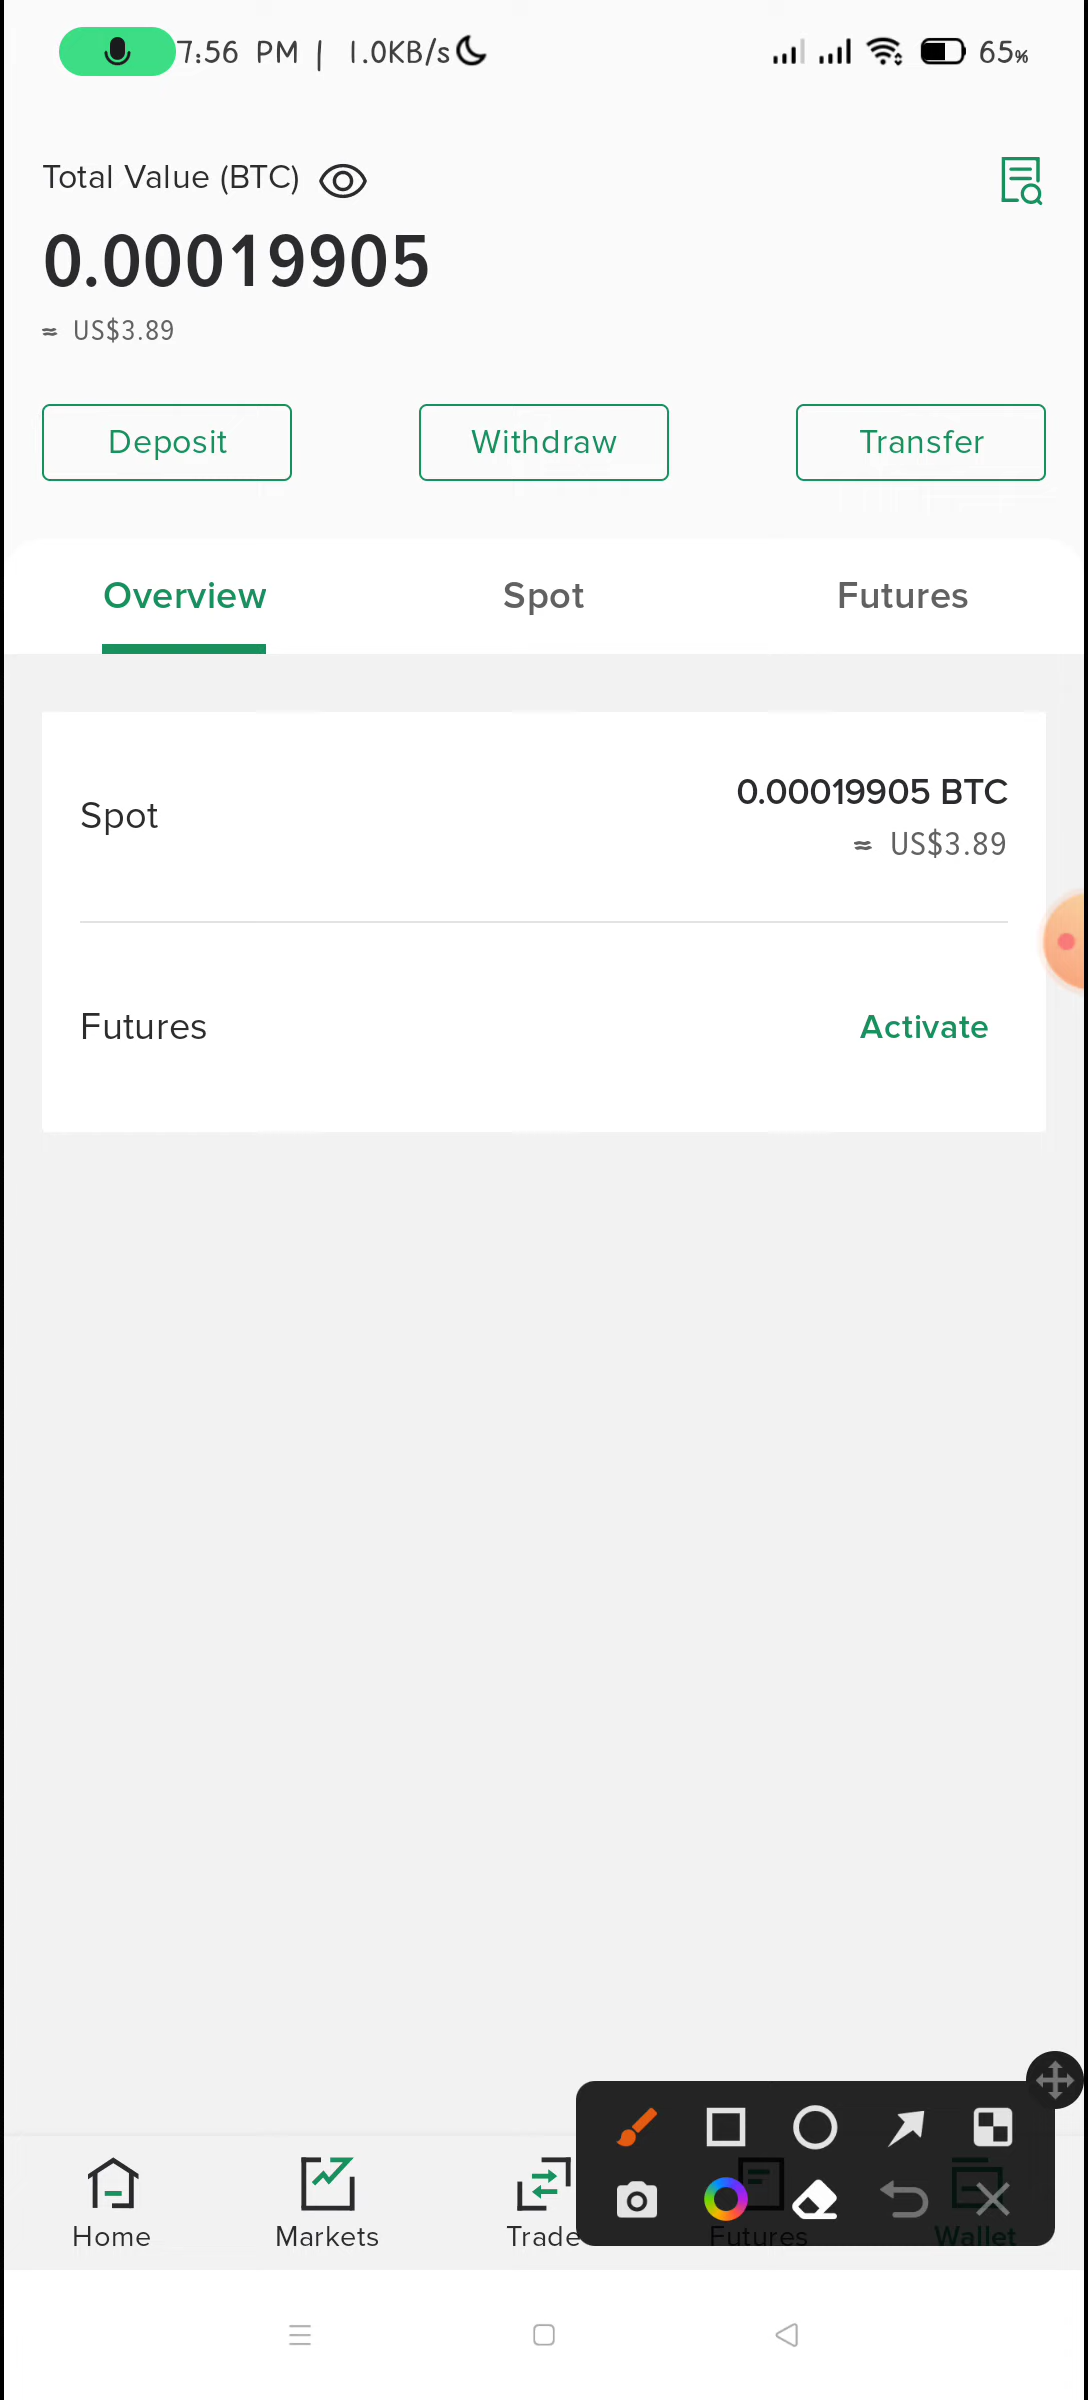 7:56 PM | 1.0KB/s 65%
Total Value (BTC)
0.00019905
≈ US$3.89
Deposit Withdraw Transfer
Overview Spot Futures
Spot 0.00019905 BTC
≈ US$3.89
Futures Activate
Home Markets Trade Futures Wallet